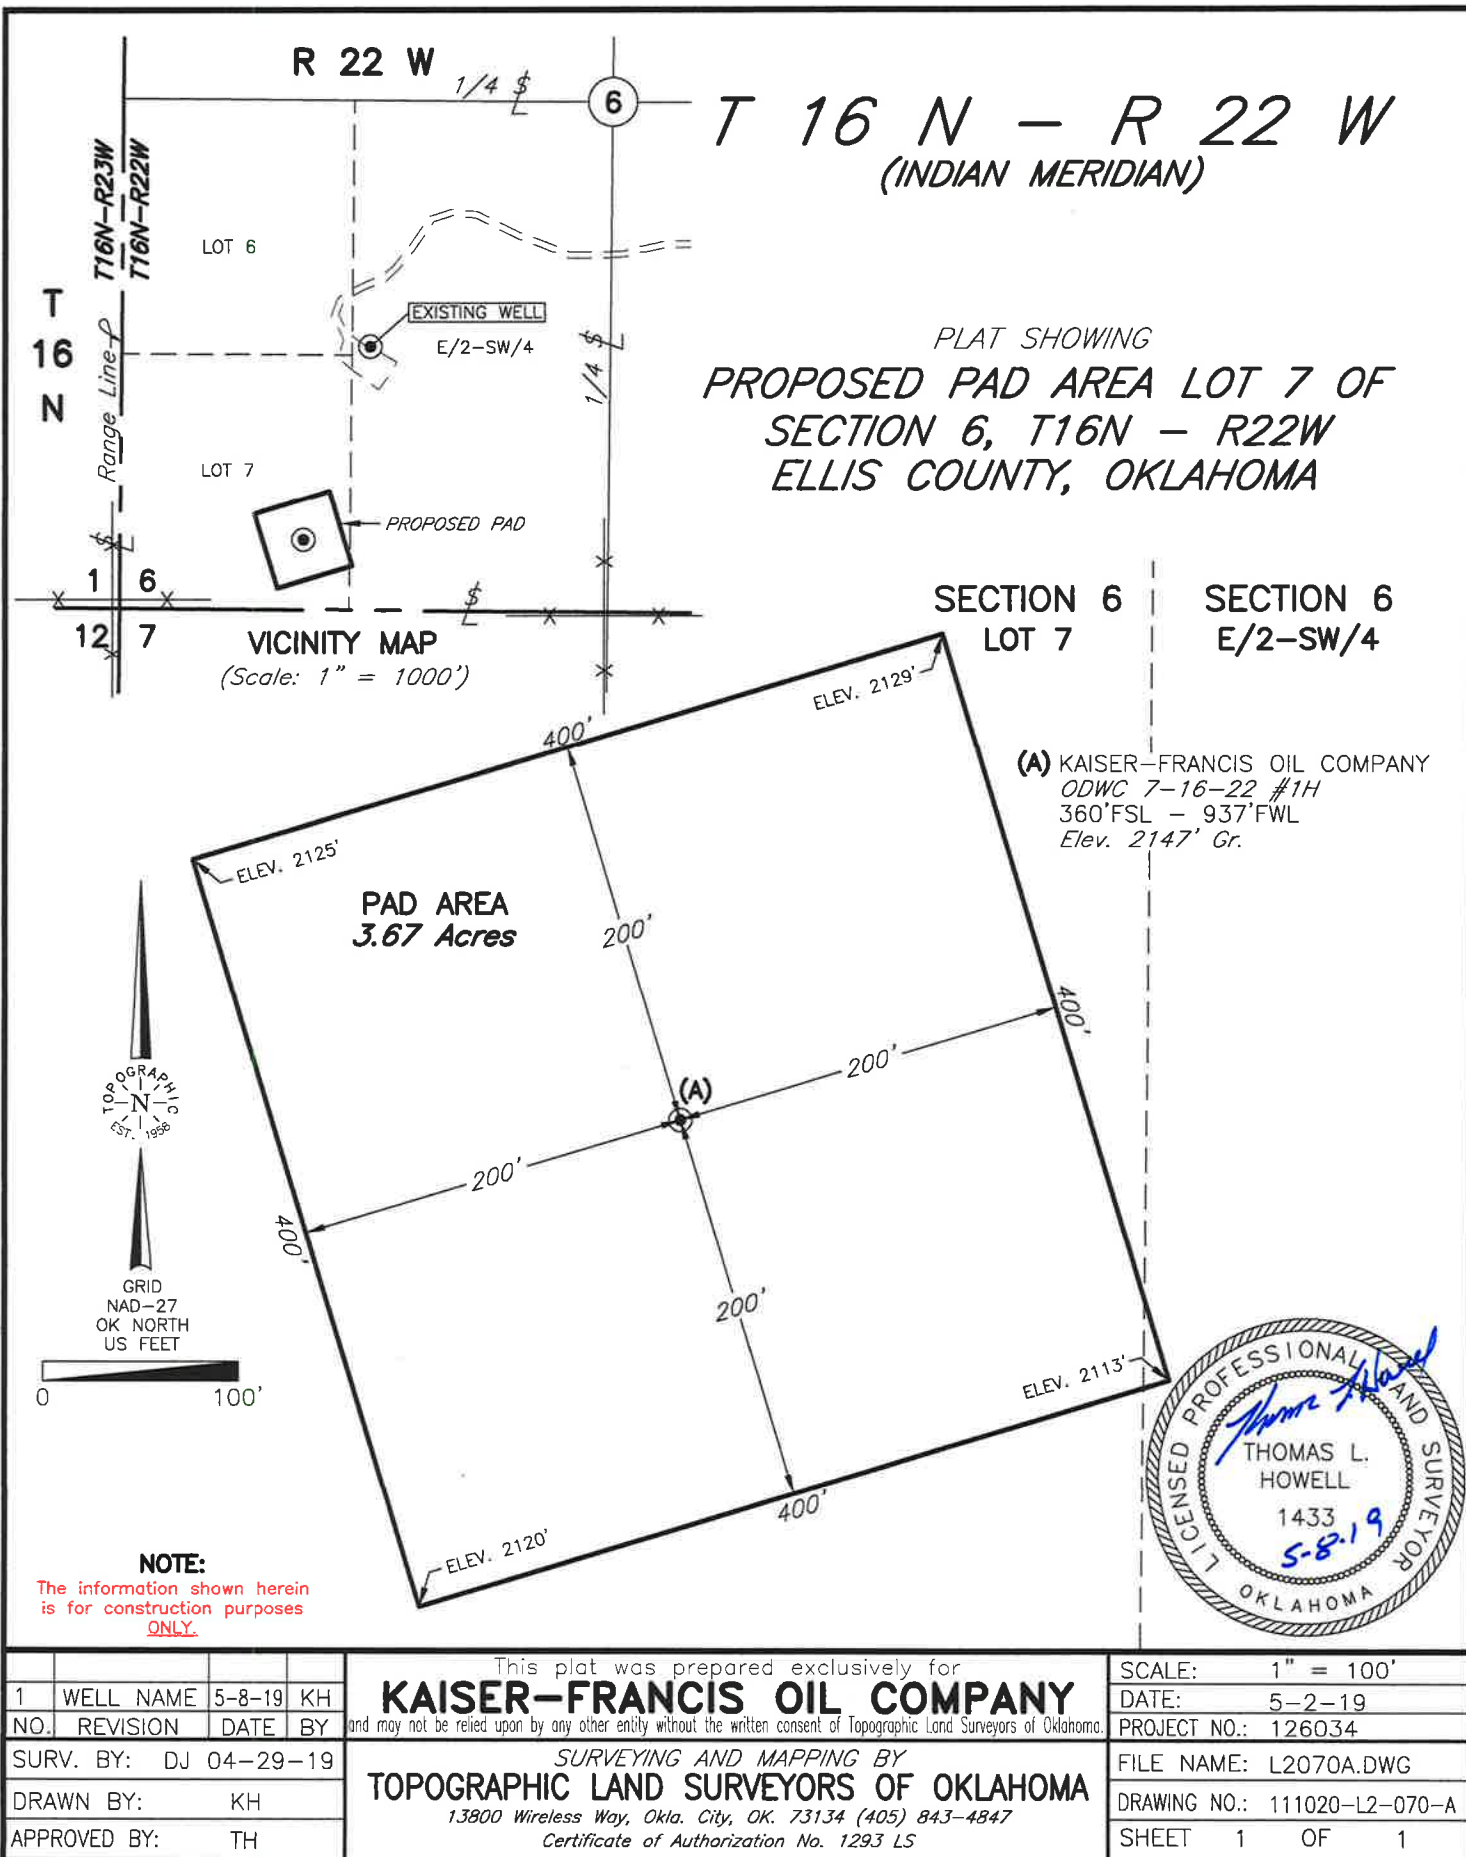 R 22 W
1/4 $
6
T 16 N – R 22 W
(INDIAN MERIDIAN)
T16N–R23W
T16N–R22W
LOT 6
T
16
N
EXISTING WELL
E/2–SW/4
1/4 $
Range Line
LOT 7
PLAT SHOWING
PROPOSED PAD AREA LOT 7 OF
SECTION 6, T16N – R22W
ELLIS COUNTY, OKLAHOMA
PROPOSED PAD
1 6
12 7
VICINITY MAP
(Scale: 1" = 1000')
SECTION 6
LOT 7
SECTION 6
E/2–SW/4
ELEV. 2129'
400'
(A) KAISER–FRANCIS OIL COMPANY
ODWC 7–16–22 #1H
360'FSL – 937'FWL
Elev. 2147' Gr.
ELEV. 2125'
PAD AREA
3.67 Acres
200'
400'
200'
(A)
200'
400'
200'
TOPOGRAPHIC
N
EST. 1958
GRID
NAD–27
OK NORTH
US FEET
0 100'
ELEV. 2113'
400'
ELEV. 2120'
LICENSED PROFESSIONAL LAND SURVEYOR
Thomas L. Howell
THOMAS L.
HOWELL
1433
5-8-19
OKLAHOMA
NOTE:
The information shown herein
is for construction purposes
ONLY.
1 WELL NAME 5–8–19 KH
NO. REVISION DATE BY
SURV. BY: DJ 04–29–19
DRAWN BY: KH
APPROVED BY: TH
This plat was prepared exclusively for
KAISER–FRANCIS OIL COMPANY
and may not be relied upon by any other entity without the written consent of Topographic Land Surveyors of Oklahoma.
SURVEYING AND MAPPING BY
TOPOGRAPHIC LAND SURVEYORS OF OKLAHOMA
13800 Wireless Way, Okla. City, OK. 73134 (405) 843–4847
Certificate of Authorization No. 1293 LS
SCALE: 1" = 100'
DATE: 5–2–19
PROJECT NO.: 126034
FILE NAME: L2070A.DWG
DRAWING NO.: 111020–L2–070–A
SHEET 1 OF 1